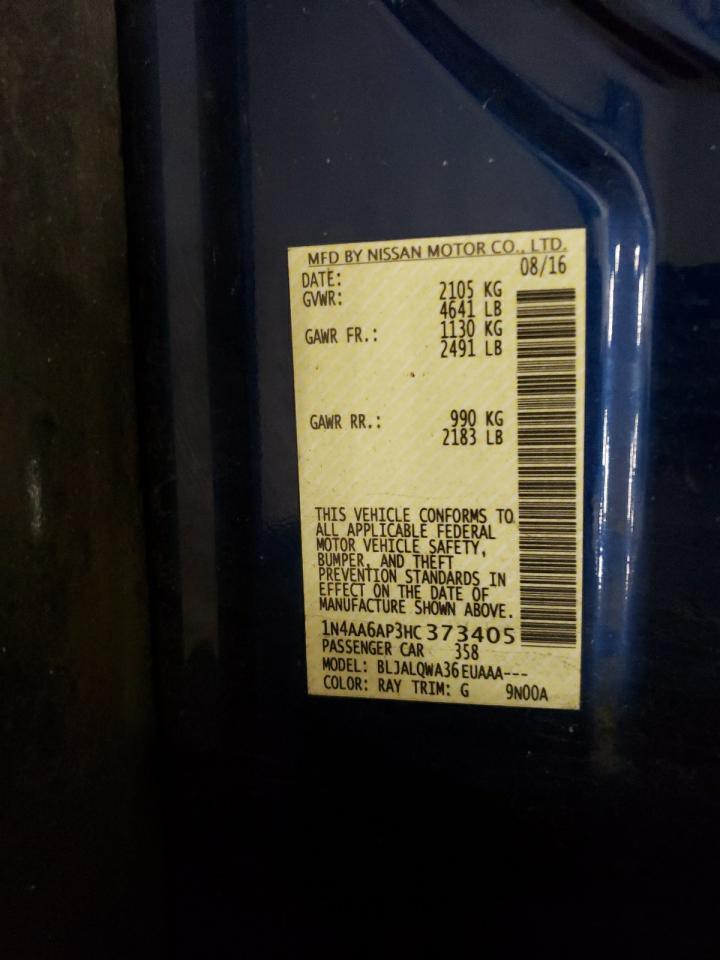 MFD BY NISSAN MOTOR CO., LTD.
DATE: 08/16
GVWR: 2105 KG
4641 LB
GAWR FR.: 1130 KG
2491 LB
GAWR RR.: 990 KG
2183 LB
THIS VEHICLE CONFORMS TO
ALL APPLICABLE FEDERAL
MOTOR VEHICLE SAFETY,
BUMPER, AND THEFT
PREVENTION STANDARDS IN
EFFECT ON THE DATE OF
MANUFACTURE SHOWN ABOVE.
1N4AA6AP3HC373405
PASSENGER CAR 358
MODEL: BLJALQWA36EUAAA---
COLOR: RAY TRIM: G 9N00A